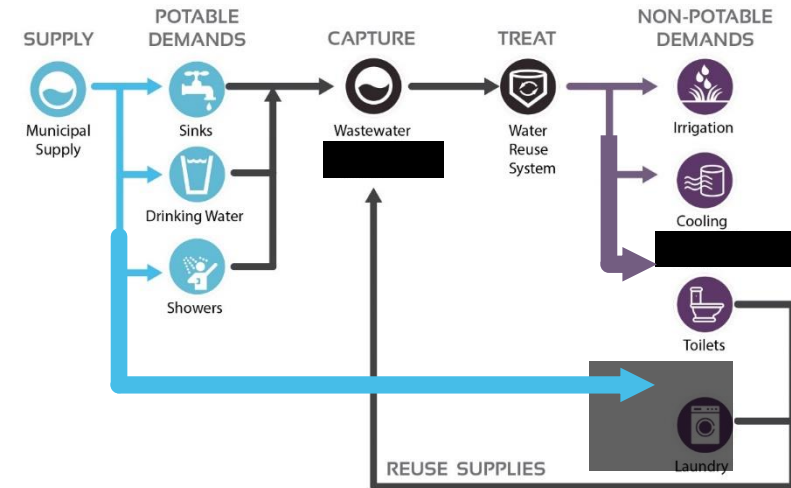 SUPPLY
POTABLE
DEMANDS
CAPTURE
TREAT
NON-POTABLE
DEMANDS
Municipal
Supply
Sinks
Wastewater
Water
Reuse
System
Irrigation
Drinking Water
Cooling
Showers
Toilets
Laundry
REUSE SUPPLIES